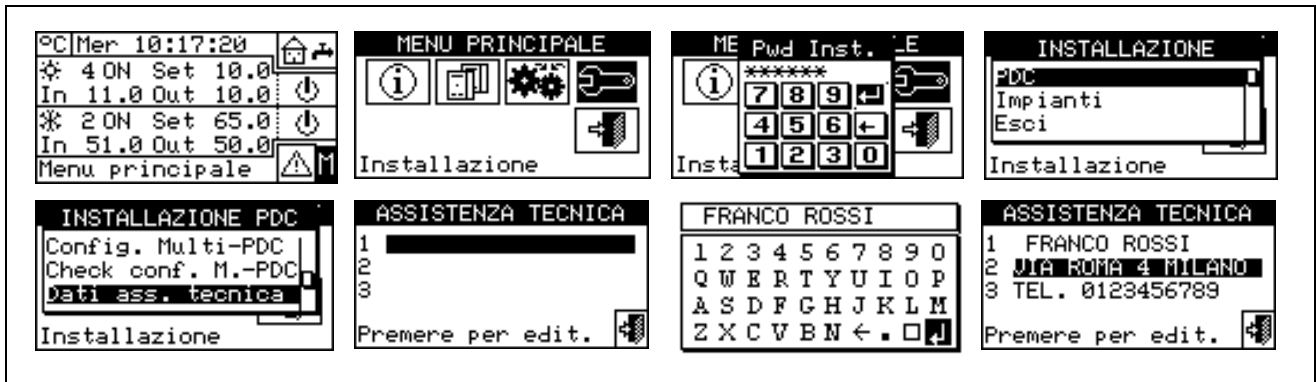 ºC Mer 10:17:20
4 ON Set 10.0
In 11.0 Out 10.0
2 ON Set 65.0
In 51.0 Out 50.0
Menu principale M
MENU PRINCIPALE
i
Installazione
ME Pwd Inst. LE
i ******
7 8 9
4 5 6 ←
1 2 3 0
Insta
INSTALLAZIONE
PDC
Impianti
Esci
Installazione
INSTALLAZIONE PDC
Config. Multi-PDC
Check conf. M.-PDC
Dati ass. tecnica
Installazione
ASSISTENZA TECNICA
1
2
3
Premere per edit.
FRANCO ROSSI
1 2 3 4 5 6 7 8 9 0
Q W E R T Y U I O P
A S D F G H J K L M
Z X C V B N ← .
ASSISTENZA TECNICA
1 FRANCO ROSSI
2 VIA ROMA 4 MILANO
3 TEL. 0123456789
Premere per edit.